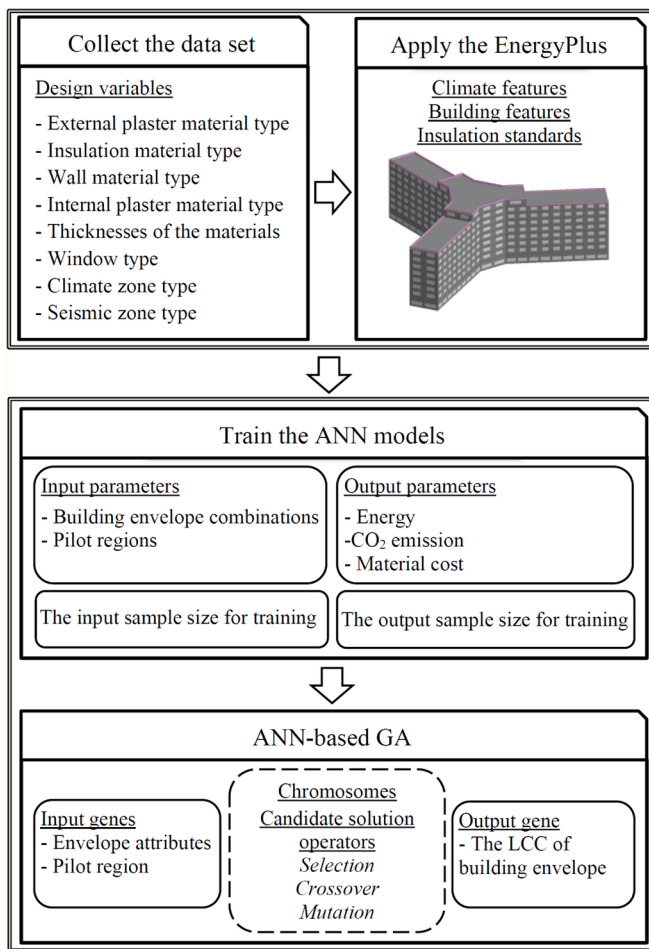 Collect the data set
Design variables
- External plaster material type
- Insulation material type
- Wall material type
- Internal plaster material type
- Thicknesses of the materials
- Window type
- Climate zone type
- Seismic zone type
Apply the EnergyPlus
Climate features
Building features
Insulation standards
Train the ANN models
Input parameters
- Building envelope combinations
- Pilot regions
Output parameters
- Energy
-CO₂ emission
- Material cost
The input sample size for training
The output sample size for training
ANN-based GA
Input genes
- Envelope attributes
- Pilot region
Chromosomes
Candidate solution
operators
Selection
Crossover
Mutation
Output gene
- The LCC of
building envelope